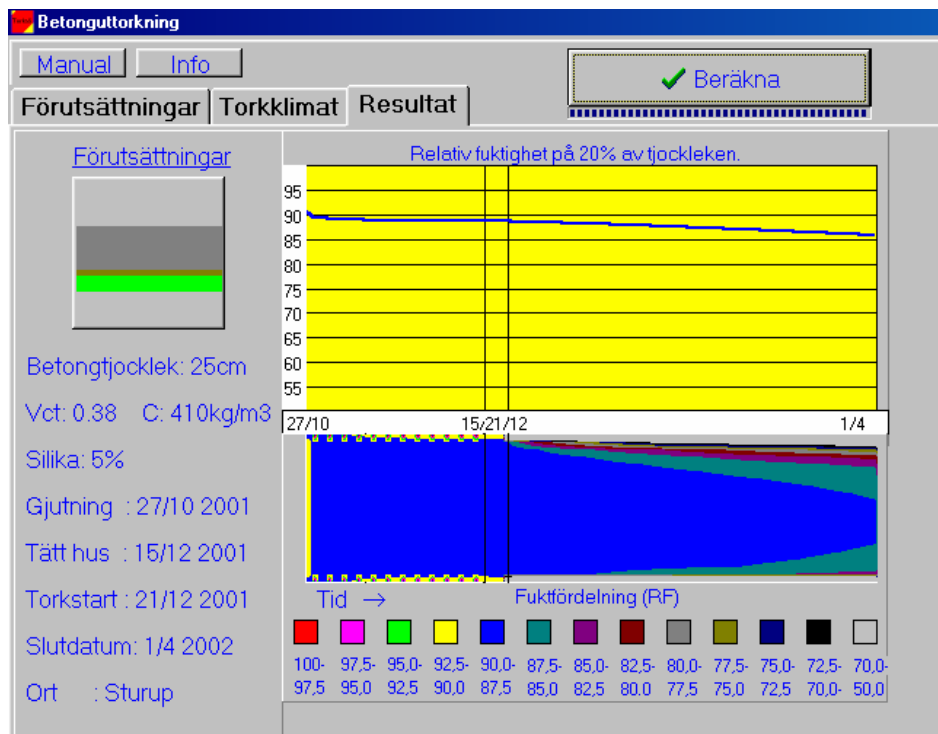 Betonguttorkning
Manual Info
Beräkna
Förutsättningar Torkklimat Resultat
Förutsättningar
Betongtjocklek: 25cm
Vct: 0.38 C: 410kg/m3
Silika: 5%
Gjutning : 27/10 2001
Tätt hus : 15/12 2001
Torkstart : 21/12 2001
Slutdatum: 1/4 2002
Ort : Sturup
Relativ fuktighet på 20% av tjockleken.
95
90
85
80
75
70
65
60
55
27/10 15/21/12 1/4
Tid → Fuktfördelning (RF)
100- 97,5- 95,0- 92,5- 90,0- 87,5- 85,0- 82,5- 80,0- 77,5- 75,0- 72,5- 70,0-
97,5 95,0 92,5 90,0 87,5 85,0 82,5 80.0 77,5 75,0 72,5 70,0- 50,0